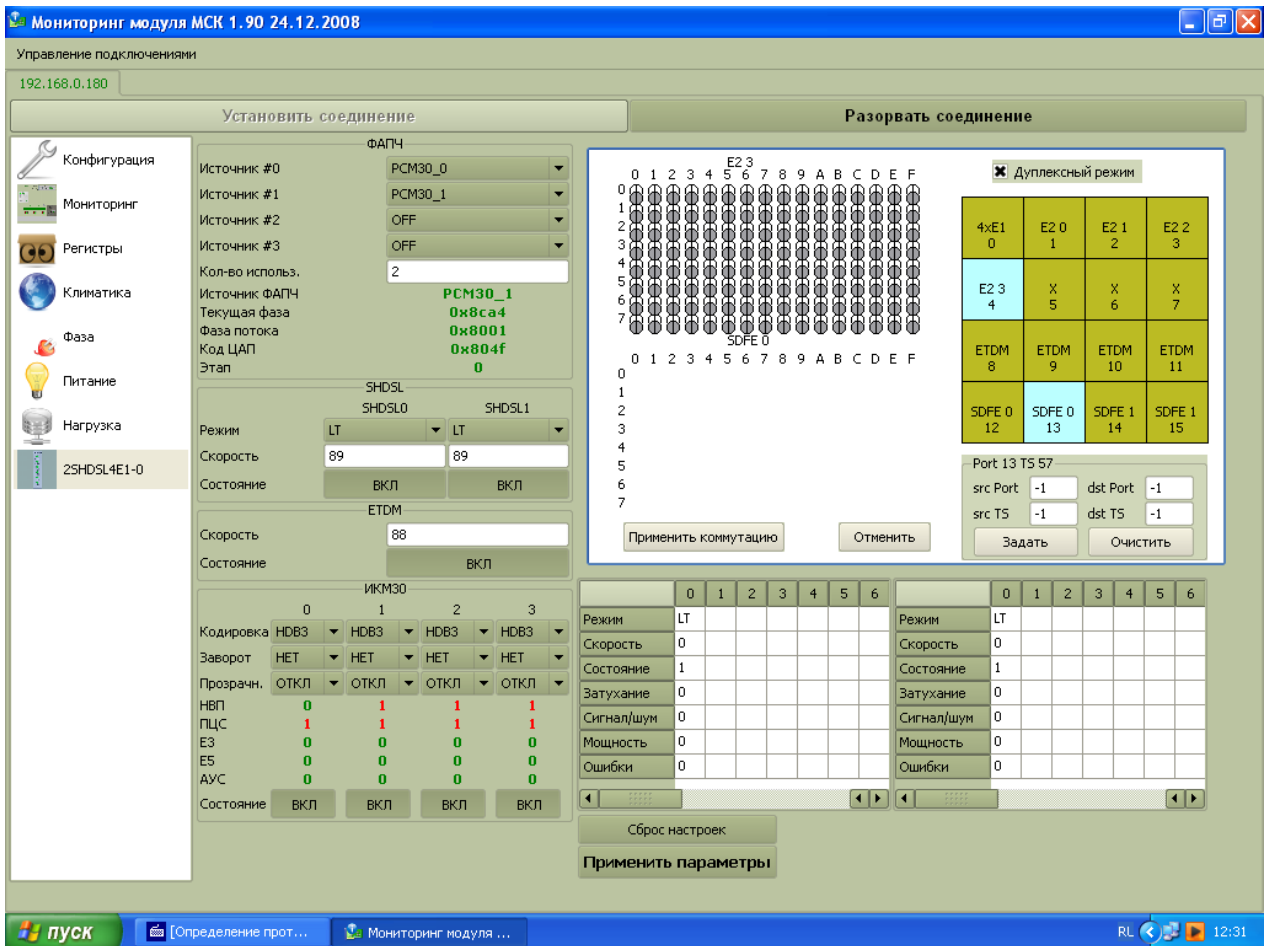 Мониторинг модуля МСК 1.90 24.12.2008
Управление подключениями
192.168.0.180
Установить соединение
Разорвать соединение
Конфигурация
Мониторинг
Регистры
Климатика
Фаза
Питание
Нагрузка
2SHDSL4E1-0
ФАПЧ
Источник #0 PCM30_0
Источник #1 PCM30_1
Источник #2 OFF
Источник #3 OFF
Кол-во использ. 2
Источник ФАПЧ PCM30_1
Текущая фаза 0x8ca4
Фаза потока 0x8001
Код ЦАП 0x804f
Этап 0
SHDSL
SHDSL0 SHDSL1
Режим LT LT
Скорость 89 89
Состояние ВКЛ ВКЛ
ETDM
Скорость 88
Состояние ВКЛ
ИКМ30
0 1 2 3
Кодировка HDB3 HDB3 HDB3 HDB3
Заворот НЕТ НЕТ НЕТ НЕТ
Прозрачн. ОТКЛ ОТКЛ ОТКЛ ОТКЛ
НВП 0 1 1 1
ПЦС 1 1 1 1
E3 0 0 0 0
E5 0 0 0 0
АУС 0 0 0 0
Состояние ВКЛ ВКЛ ВКЛ ВКЛ
E2 3
0 1 2 3 4 5 6 7 8 9 A B C D E F
0
1
2
3
4
5
6
7
SDFE 0
0 1 2 3 4 5 6 7 8 9 A B C D E F
0
1
2
3
4
5
6
7
Применить коммутацию
Отменить
Дуплексный режим
4xE1 E2 0 E2 1 E2 2
0 1 2 3
E2 3 X X X
4 5 6 7
ETDM ETDM ETDM ETDM
8 9 10 11
SDFE 0 SDFE 0 SDFE 1 SDFE 1
12 13 14 15
Port 13 TS 57
src Port -1 dst Port -1
src TS -1 dst TS -1
Задать Очистить
0 1 2 3 4 5 6
Режим LT
Скорость 0
Состояние 1
Затухание 0
Сигнал/шум 0
Мощность 0
Ошибки 0
0 1 2 3 4 5 6
Режим LT
Скорость 0
Состояние 1
Затухание 0
Сигнал/шум 0
Мощность 0
Ошибки 0
Сброс настроек
Применить параметры
пуск
[Определение прот...
Мониторинг модуля ...
RL
12:31